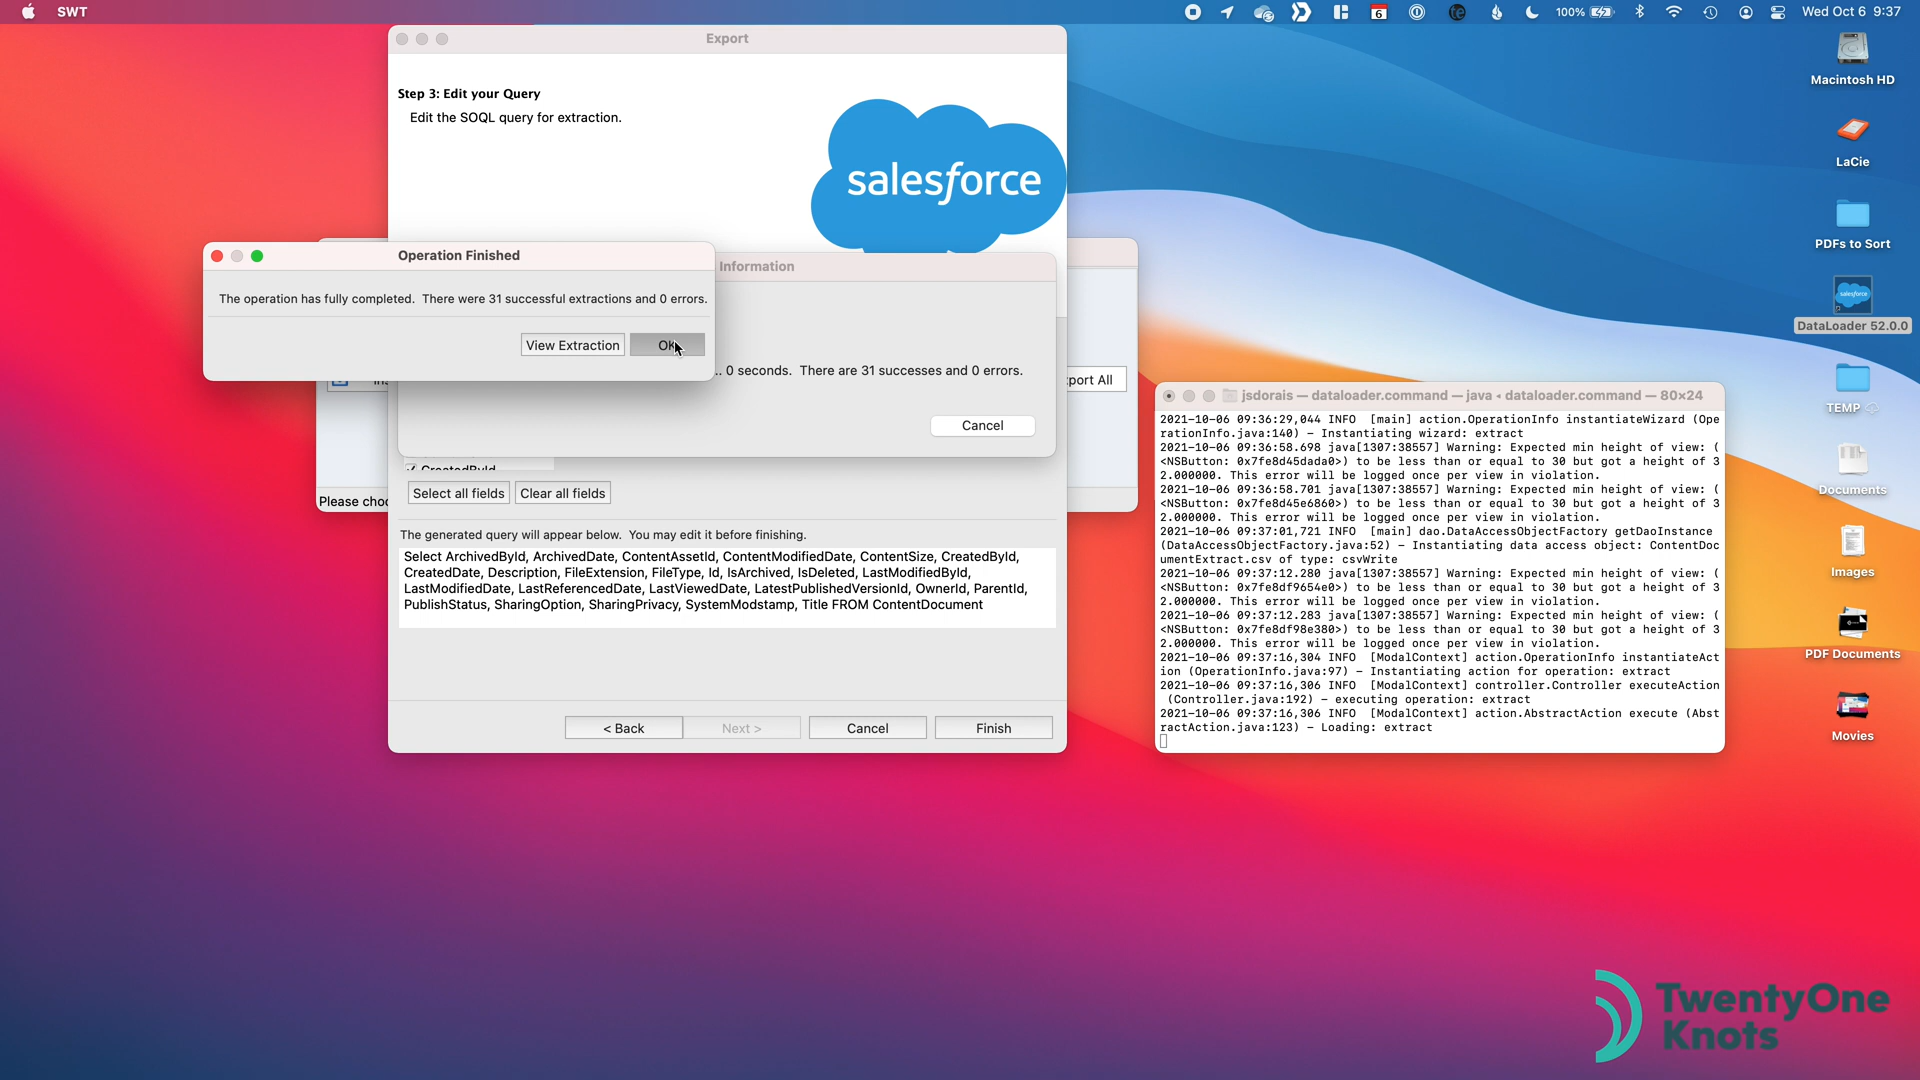 SWT
6
100%
Wed Oct 6 9:37
Export
Step 3: Edit your Query
Edit the SOQL query for extraction.
salesforce
Operation Finished
The operation has fully completed. There were 31 successful extractions and 0 errors.
View Extraction
OK
Information
.. 0 seconds. There are 31 successes and 0 errors.
Cancel
port All
CreatedById
Select all fields
Clear all fields
Please choo
The generated query will appear below. You may edit it before finishing.
Select ArchivedById, ArchivedDate, ContentAssetId, ContentModifiedDate, ContentSize, CreatedById,
CreatedDate, Description, FileExtension, FileType, Id, IsArchived, IsDeleted, LastModifiedById,
LastModifiedDate, LastReferencedDate, LastViewedDate, LatestPublishedVersionId, OwnerId, ParentId,
PublishStatus, SharingOption, SharingPrivacy, SystemModstamp, Title FROM ContentDocument
< Back
Next >
Cancel
Finish
jsdorais — dataloader.command — java ◂ dataloader.command — 80×24
2021-10-06 09:36:29,044 INFO  [main] action.OperationInfo instantiateWizard (Ope
rationInfo.java:140) - Instantiating wizard: extract
2021-10-06 09:36:58.698 java[1307:38557] Warning: Expected min height of view: (
<NSButton: 0x7fe8d45dada0>) to be less than or equal to 30 but got a height of 3
2.000000. This error will be logged once per view in violation.
2021-10-06 09:36:58.701 java[1307:38557] Warning: Expected min height of view: (
<NSButton: 0x7fe8d45e6860>) to be less than or equal to 30 but got a height of 3
2.000000. This error will be logged once per view in violation.
2021-10-06 09:37:01,721 INFO  [main] dao.DataAccessObjectFactory getDaoInstance
(DataAccessObjectFactory.java:52) - Instantiating data access object: ContentDoc
umentExtract.csv of type: csvWrite
2021-10-06 09:37:12.280 java[1307:38557] Warning: Expected min height of view: (
<NSButton: 0x7fe8df9654e0>) to be less than or equal to 30 but got a height of 3
2.000000. This error will be logged once per view in violation.
2021-10-06 09:37:12.283 java[1307:38557] Warning: Expected min height of view: (
<NSButton: 0x7fe8df98e380>) to be less than or equal to 30 but got a height of 3
2.000000. This error will be logged once per view in violation.
2021-10-06 09:37:16,304 INFO  [ModalContext] action.OperationInfo instantiateAct
ion (OperationInfo.java:97) - Instantiating action for operation: extract
2021-10-06 09:37:16,306 INFO  [ModalContext] controller.Controller executeAction
(Controller.java:192) - executing operation: extract
2021-10-06 09:37:16,306 INFO  [ModalContext] action.AbstractAction execute (Abst
ractAction.java:123) - Loading: extract
Macintosh HD
LaCie
PDFs to Sort
salesforce
DataLoader 52.0.0
TEMP
Documents
Images
PDF Documents
Movies
TwentyOne
Knots